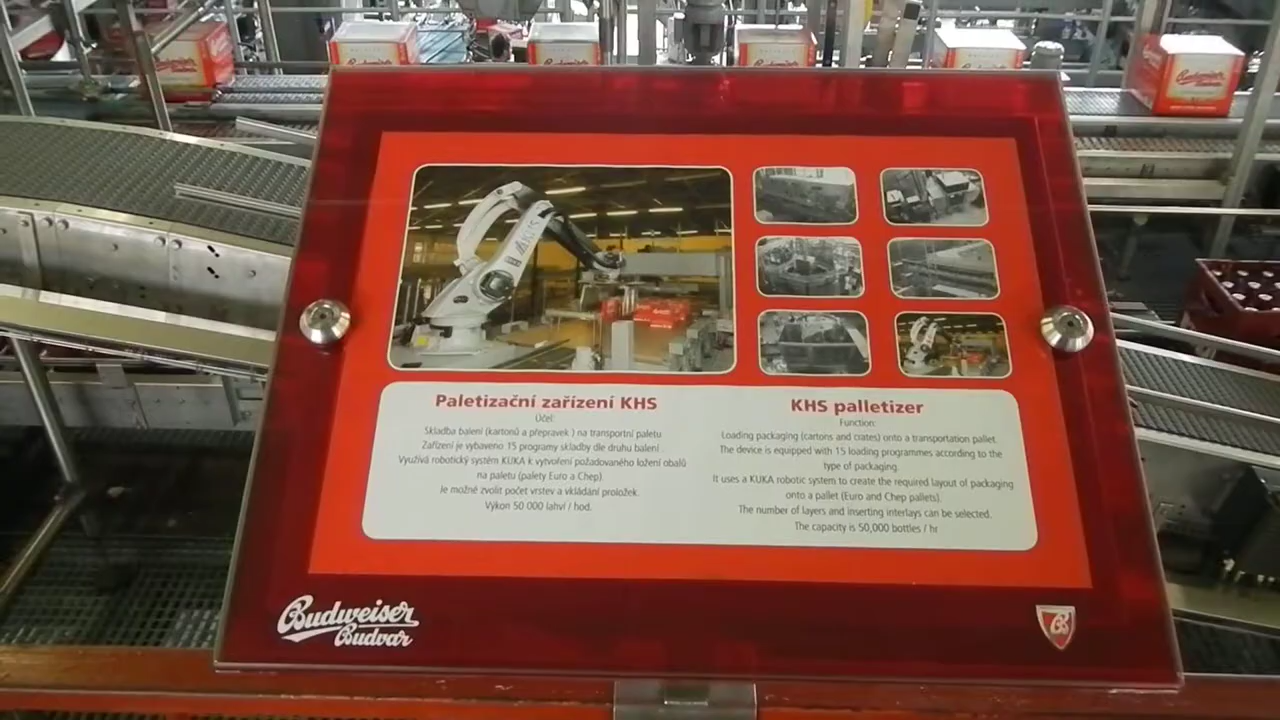 Budweiser
Paletizační zařízení KHS
Účel:
Skladba balení (kartonů a přepravek ) na transportní paletu
Zařízení je vybaveno 15 programy skladby dle druhu balení
Využívá robotický systém KUKA k vytvoření požadovaného ložení obalů
na paletu (palety Euro a Chep).
Je možné zvolit počet vrstev a vkládání proložek.
Výkon 50 000 lahví / hod.
KHS palletizer
Function:
Loading packaging (cartons and crates) onto a transportation pallet.
The device is equipped with 15 loading programmes according to the
type of packaging.
It uses a KUKA robotic system to create the required layout of packaging
onto a pallet (Euro and Chep pallets).
The number of layers and inserting interlays can be selected.
The capacity is 50,000 bottles / hr
Budweiser
Budvar